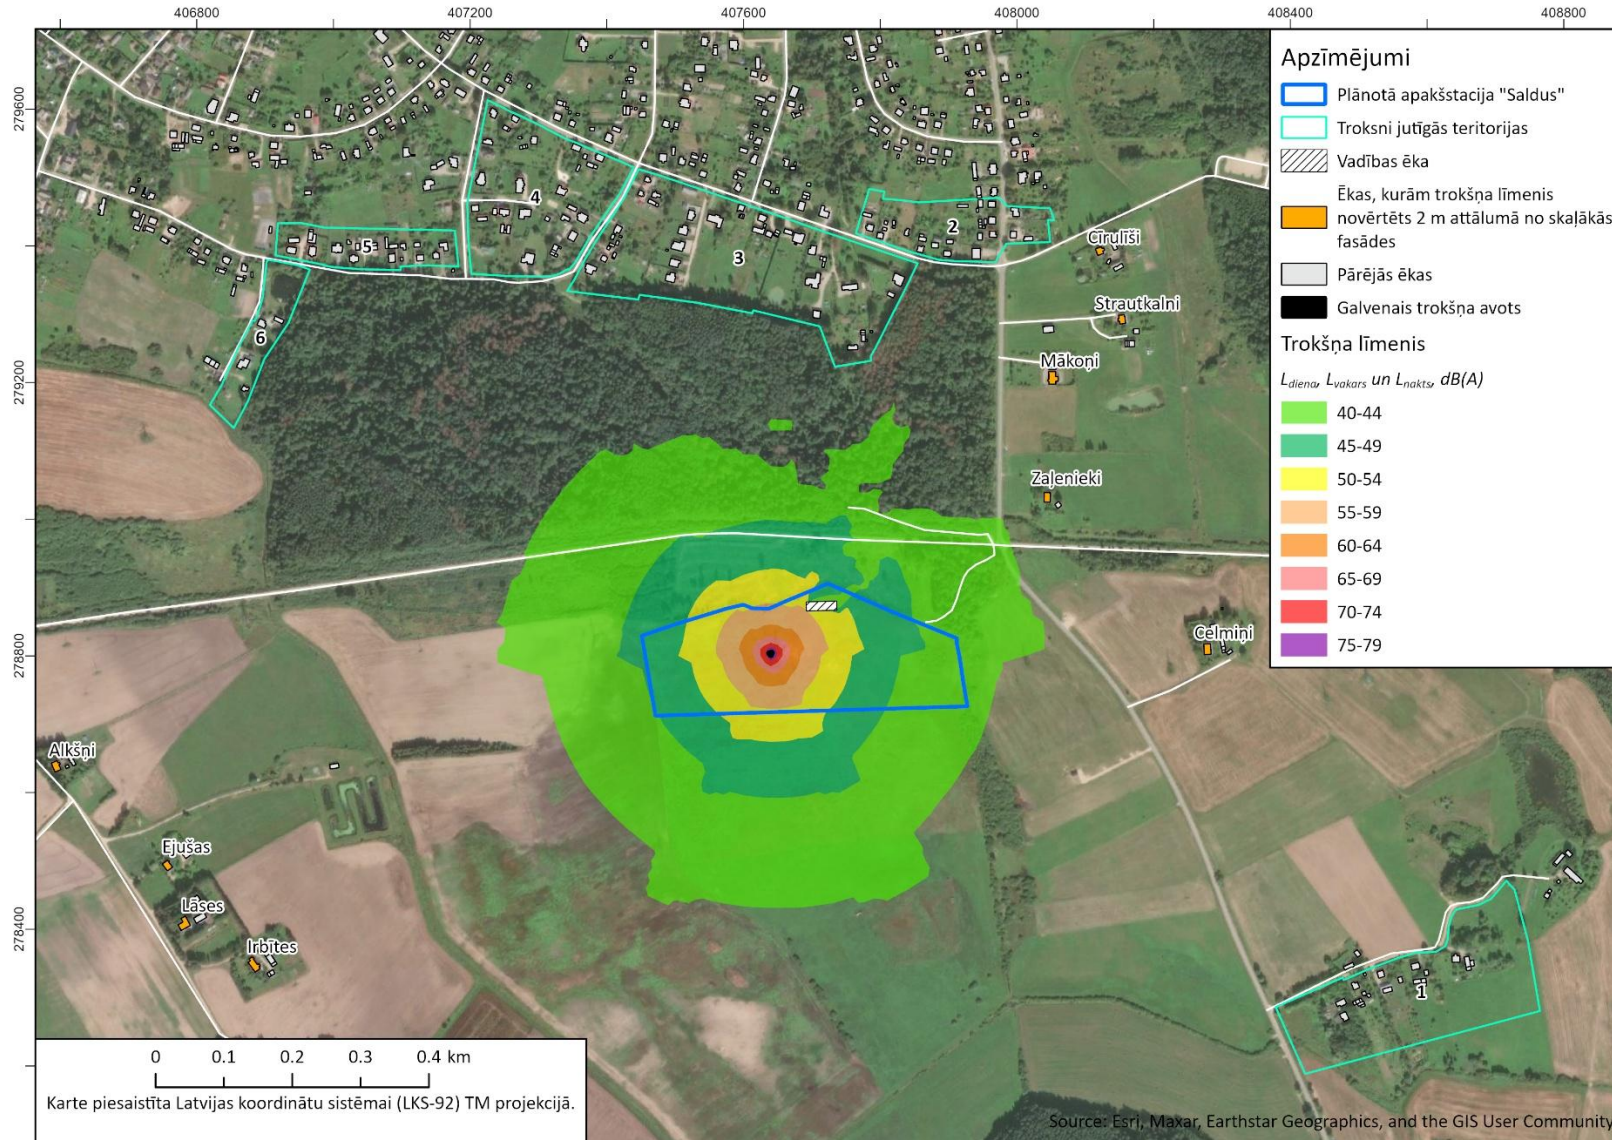 406800 407200 407600 408000 408400 408800
279600
279200
278800
278400
Apzīmējumi
Plānotā apakšstacija "Saldus"
Troksni jutīgās teritorijas
Vadības ēka
Ēkas, kurām trokšņa līmenis
novērtēts 2 m attālumā no skaļākās
fasādes
Pārējās ēkas
Galvenais trokšņa avots
Trokšņa līmenis
Ldiena, Lvakars un Lnakts, dB(A)
40-44
45-49
50-54
55-59
60-64
65-69
70-74
75-79
4
2
5
3
6
Cīrulīši
Strautkalni
Mākoņi
Zaļenieki
Celmiņi
Alkšņi
Ejušas
Lāses
Irbītes
1
0 0.1 0.2 0.3 0.4 km
Karte piesaistīta Latvijas koordinātu sistēmai (LKS-92) TM projekcijā.
Source: Esri, Maxar, Earthstar Geographics, and the GIS User Community